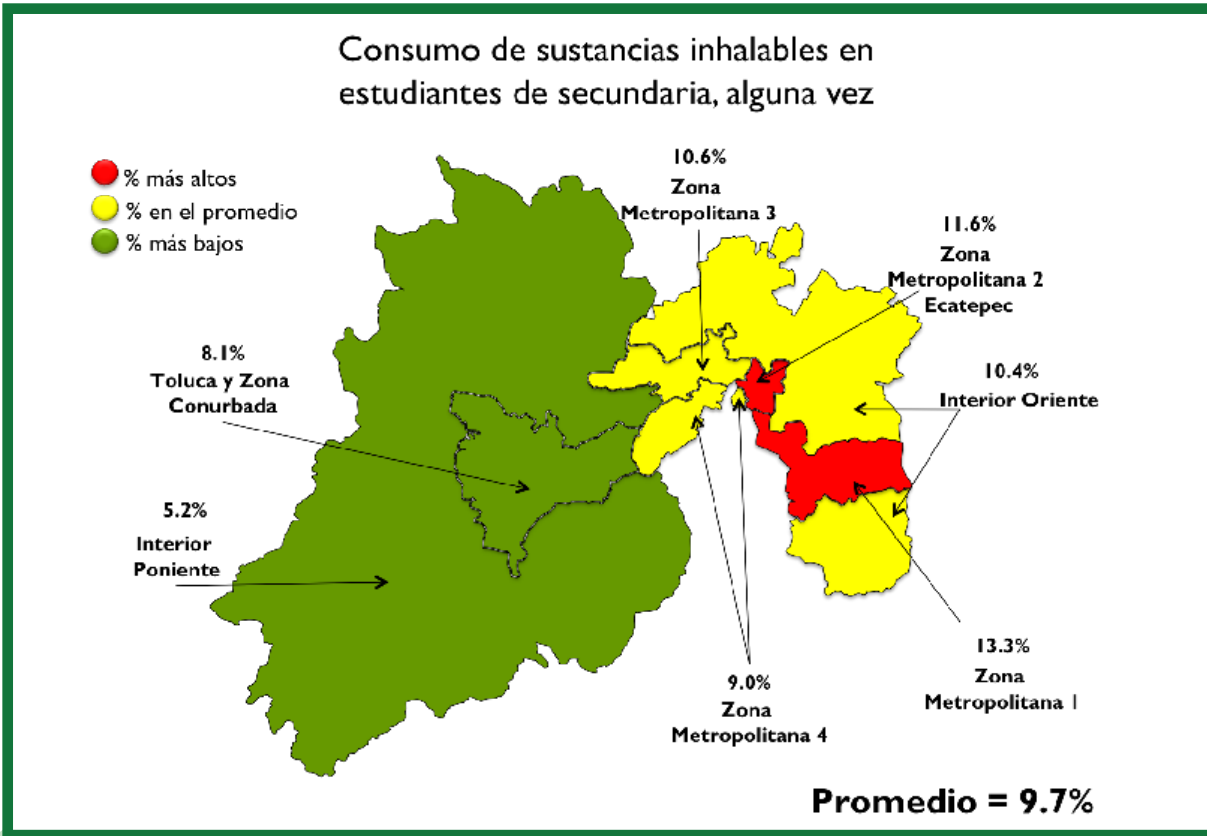 Consumo de sustancias inhalables en
estudiantes de secundaria, alguna vez
% más altos
% en el promedio
% más bajos
10.6%
Zona
Metropolitana 3
11.6%
Zona
Metropolitana 2
Ecatepec
8.1%
Toluca y Zona
Conurbada
10.4%
Interior Oriente
5.2%
Interior
Poniente
13.3%
Zona
Metropolitana 1
9.0%
Zona
Metropolitana 4
Promedio = 9.7%